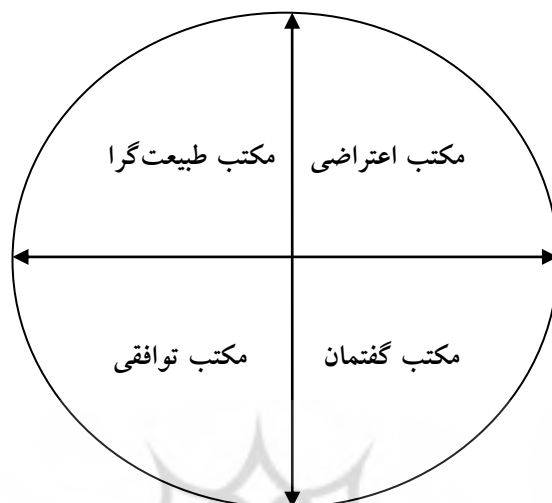 مکتب اعتراضی
مکتب طبیعت‌گرا
مکتب گفتمان
مکتب توافقی